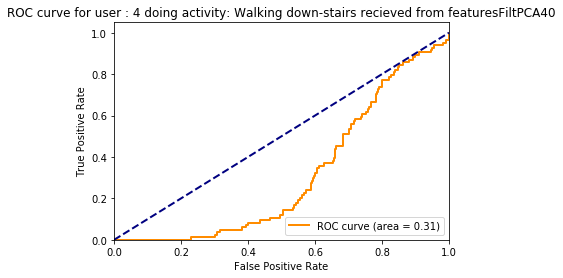 ROC curve for user : 4 doing activity: Walking down-stairs recieved from featuresFiltPCA40
1.0
0.8
0.6
0.4
0.2
0.0
True Positive Rate
ROC curve (area = 0.31)
0.0 0.2 0.4 0.6 0.8 1.0
False Positive Rate